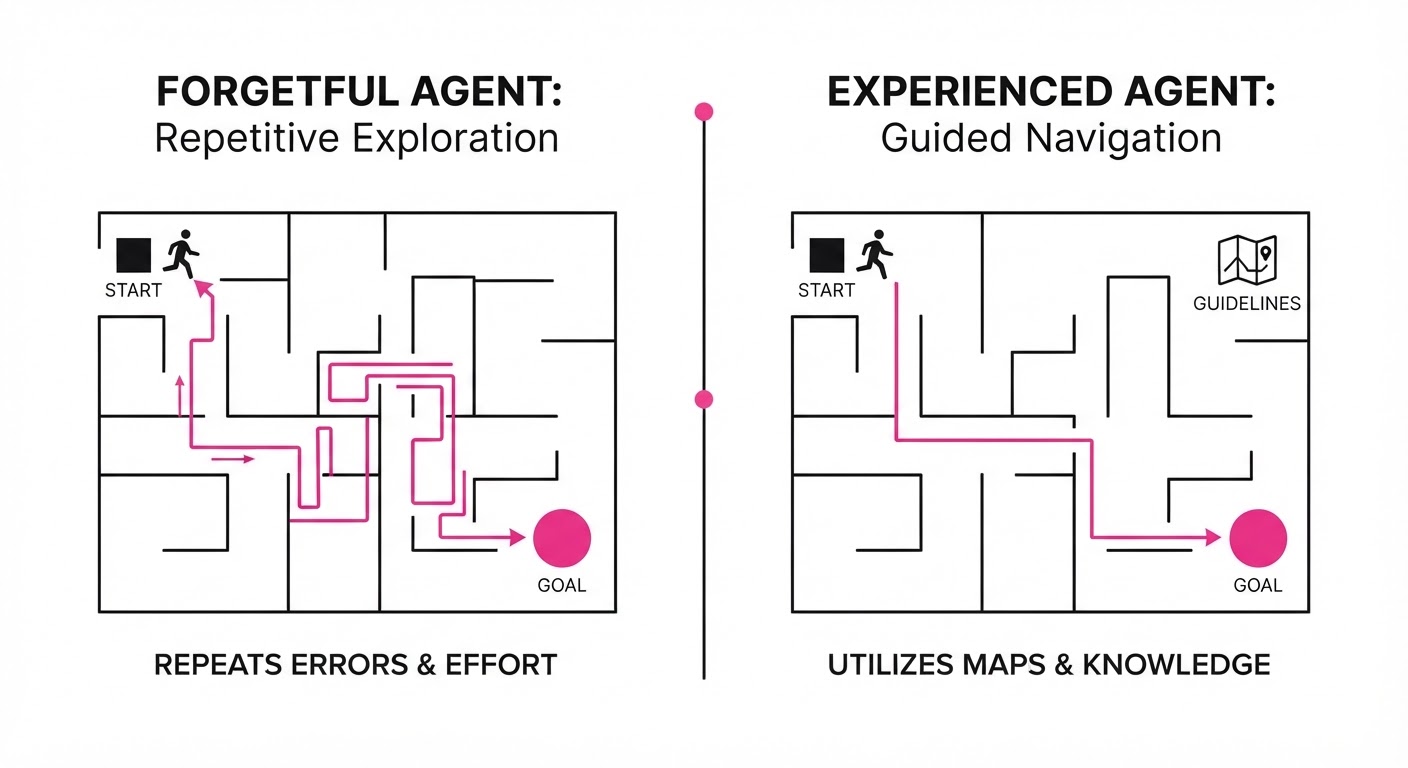 FORGETFUL AGENT:
Repetitive Exploration
START
GOAL
REPEATS ERRORS & EFFORT
EXPERIENCED AGENT:
Guided Navigation
START
GUIDELINES
GOAL
UTILIZES MAPS & KNOWLEDGE